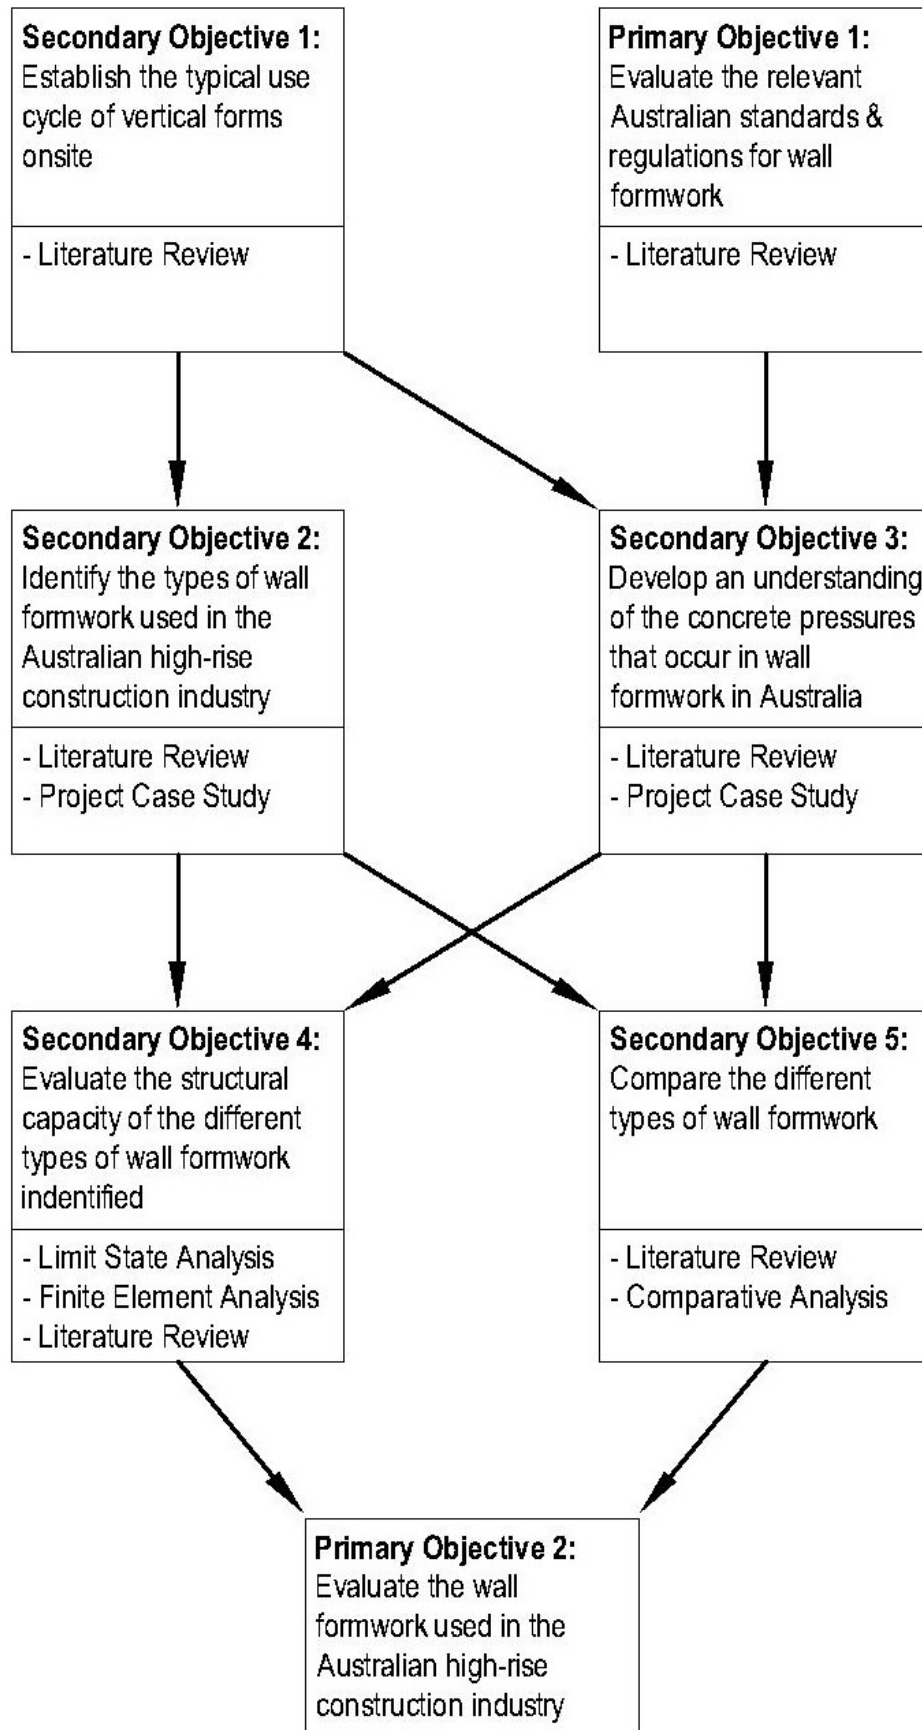 Secondary Objective 1:
Establish the typical use
cycle of vertical forms
onsite
- Literature Review
Primary Objective 1:
Evaluate the relevant
Australian standards &
regulations for wall
formwork
- Literature Review
Secondary Objective 2:
Identify the types of wall
formwork used in the
Australian high-rise
construction industry
- Literature Review
- Project Case Study
Secondary Objective 3:
Develop an understanding
of the concrete pressures
that occur in wall
formwork in Australia
- Literature Review
- Project Case Study
Secondary Objective 4:
Evaluate the structural
capacity of the different
types of wall formwork
indentified
- Limit State Analysis
- Finite Element Analysis
- Literature Review
Secondary Objective 5:
Compare the different
types of wall formwork
- Literature Review
- Comparative Analysis
Primary Objective 2:
Evaluate the wall
formwork used in the
Australian high-rise
construction industry